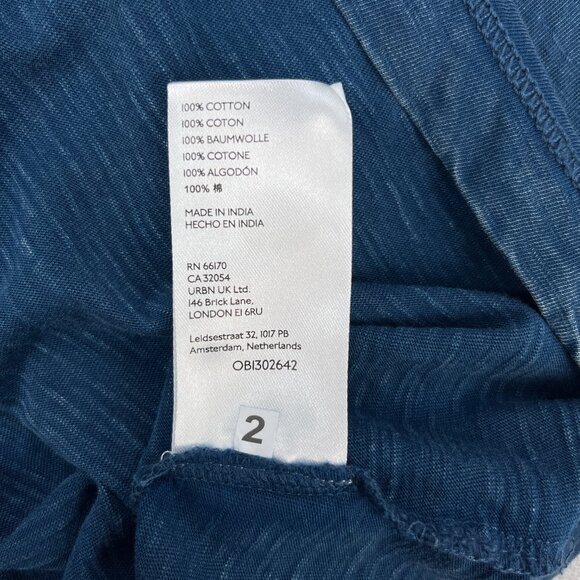 100% COTTON
100% COTON
100% BAUMWOLLE
100% COTONE
100% ALGODÓN
100% 棉
MADE IN INDIA
HECHO EN INDIA
RN 66170
CA 32054
URBN UK Ltd.
146 Brick Lane,
LONDON E1 6RU
Leidsestraat 32, 1017 PB
Amsterdam, Netherlands
OB1302642
2